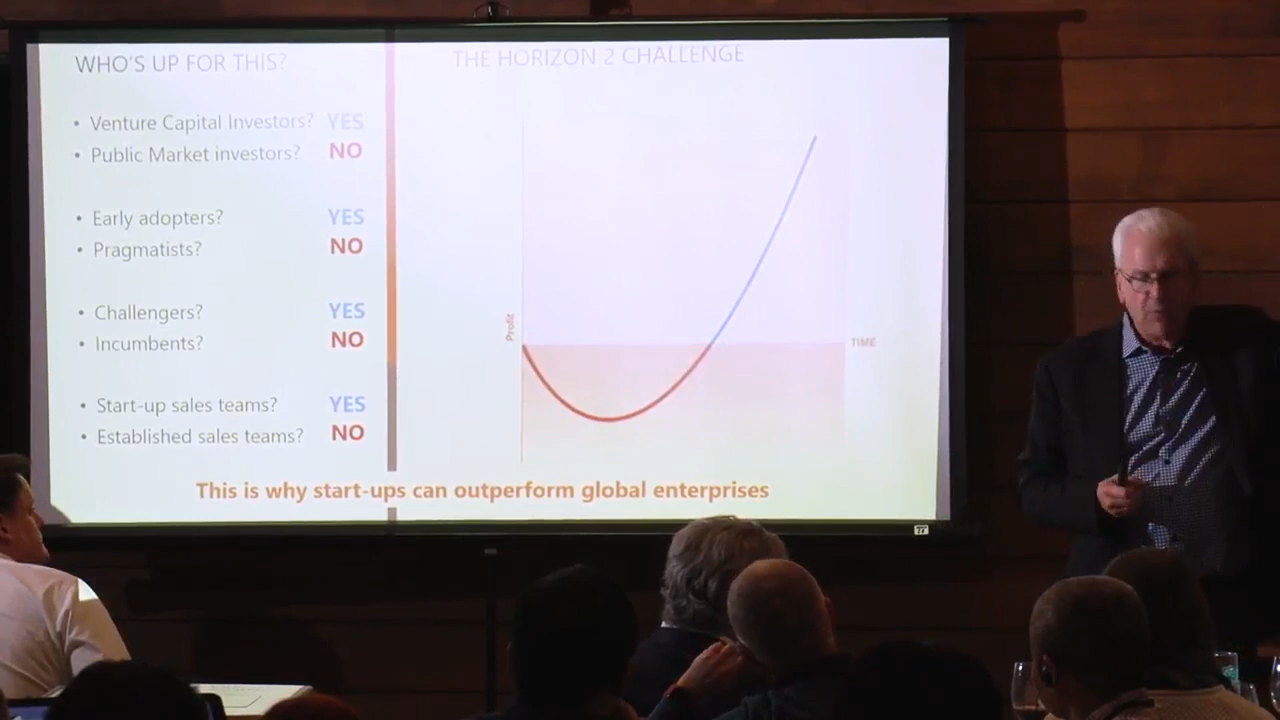 WHO'S UP FOR THIS?
• Venture Capital Investors? YES
• Public Market investors? NO
• Early adopters? YES
• Pragmatists? NO
• Challengers? YES
• Incumbents? NO
• Start-up sales teams? YES
• Established sales teams? NO
THE HORIZON 2 CHALLENGE
Profit
TIME
This is why start-ups can outperform global enterprises